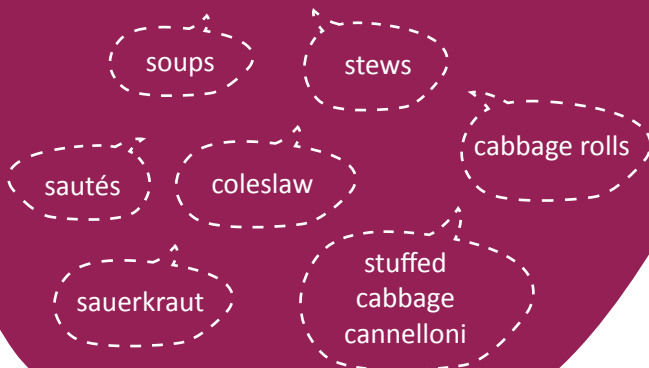 soups
stews
cabbage rolls
sautés
coleslaw
sauerkraut
stuffed
cabbage
cannelloni